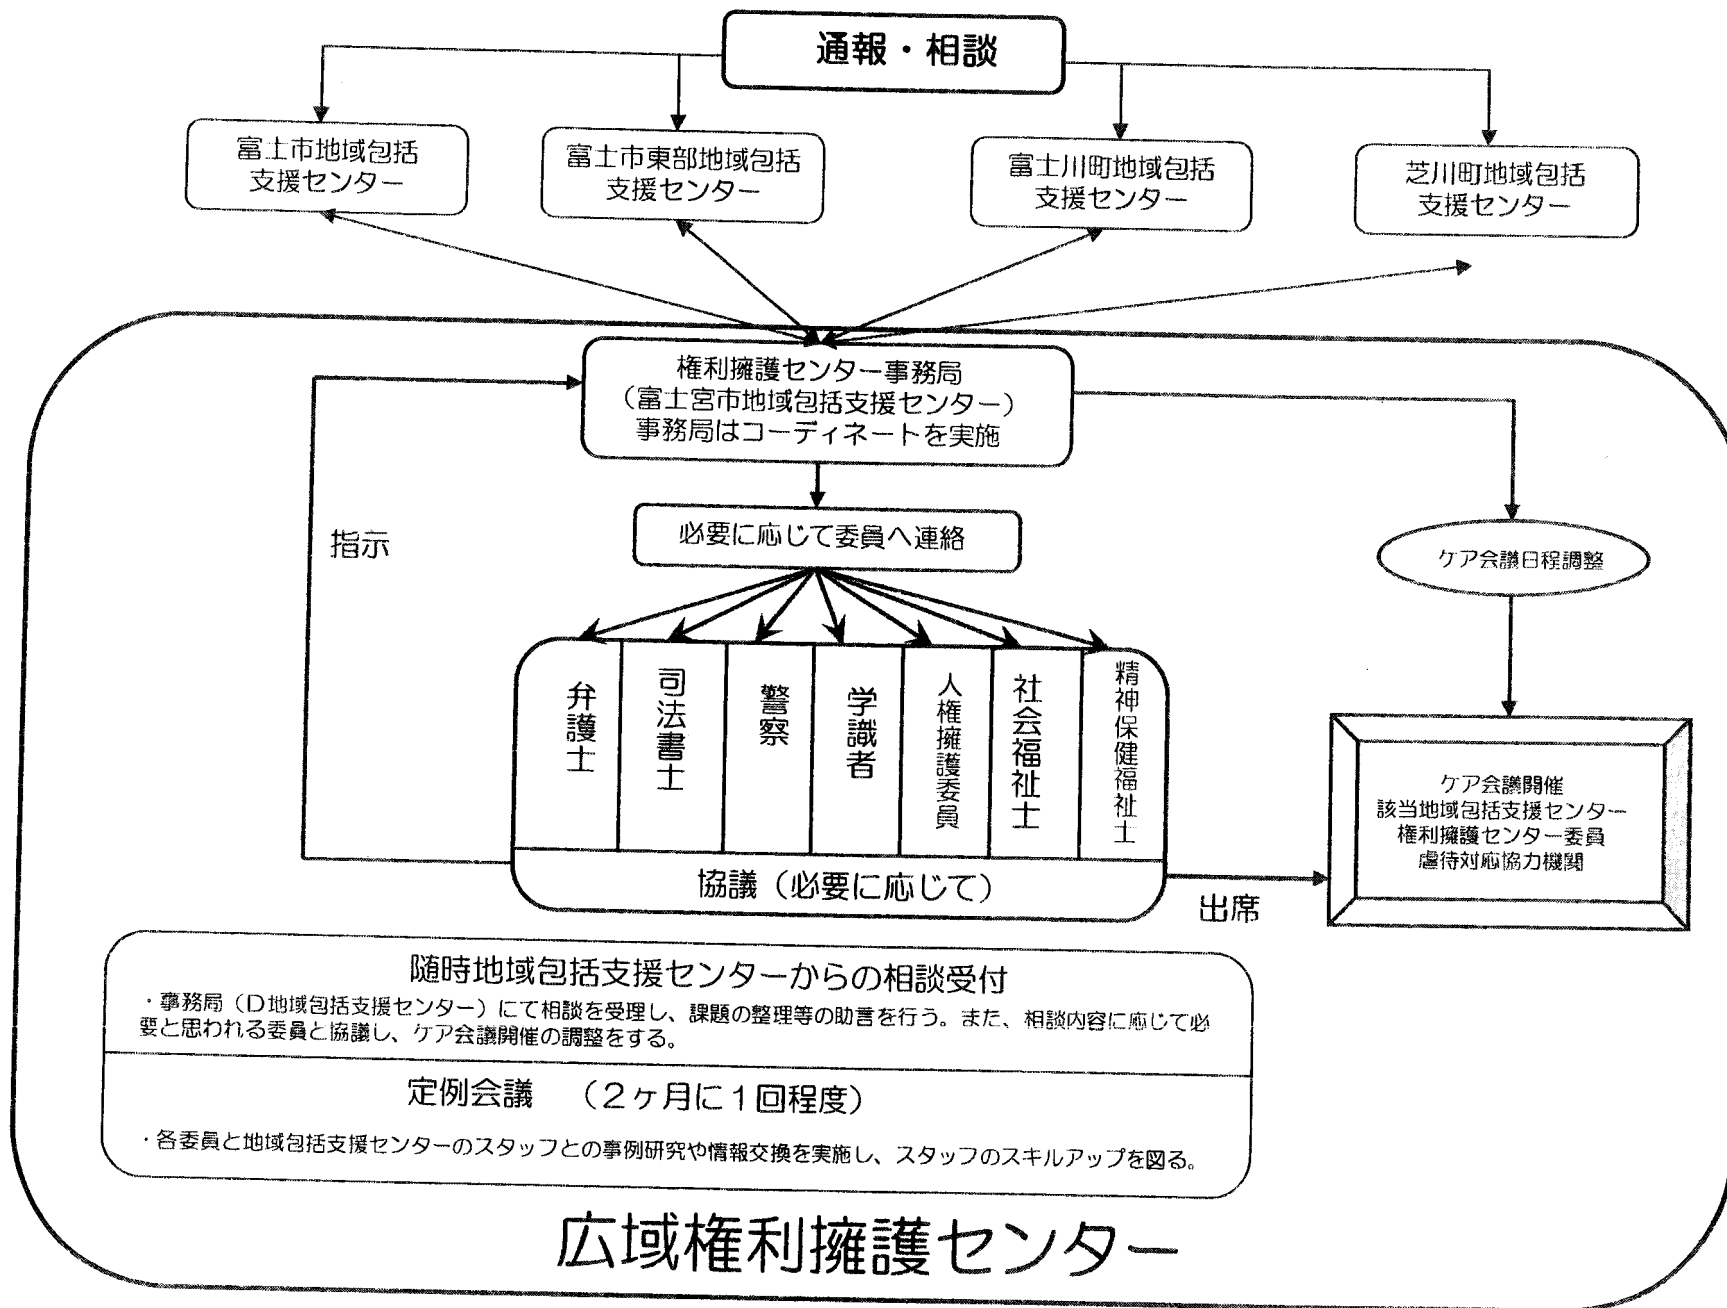 通報・相談
富士市地域包括
支援センター
富士市東部地域包括
支援センター
富士川町地域包括
支援センター
芝川町地域包括
支援センター
権利擁護センター事務局
（富士宮市地域包括支援センター）
事務局はコーディネートを実施
指示
必要に応じて委員へ連絡
ケア会議日程調整
弁護士
司法書士
警察
学識者
人権擁護委員
社会福祉士
精神保健福祉士
協議（必要に応じて）
出席
ケア会議開催
該当地域包括支援センター
権利擁護センター委員
虐待対応協力機関
随時地域包括支援センターからの相談受付
・事務局（D地域包括支援センター）にて相談を受理し、課題の整理等の助言を行う。また、相談内容に応じて必
要と思われる委員と協議し、ケア会議開催の調整をする。
定例会議　（２ヶ月に１回程度）
・各委員と地域包括支援センターのスタッフとの事例研究や情報交換を実施し、スタッフのスキルアップを図る。
広域権利擁護センター